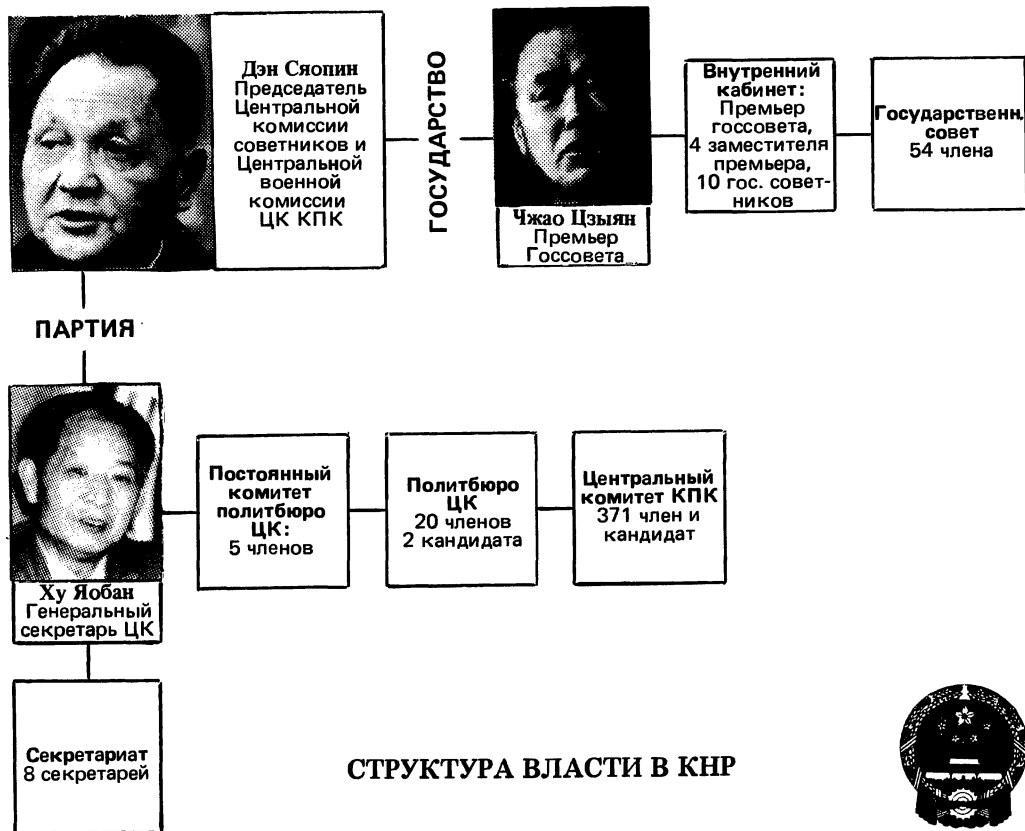 Дэн Сяопин
Председатель
Центральной
комиссии
советников и
Центральной
военной
комиссии
ЦК КПК
ГОСУДАРСТВО
Чжао Цзыян
Премьер
Госсовета
Внутренний
кабинет:
Премьер
госсовета,
4 заместителя
премьера,
10 гос. совет-
ников
Государственн.
совет
54 члена
ПАРТИЯ
Ху Яобан
Генеральный
секретарь ЦК
Постоянный
комитет
политбюро
ЦК:
5 членов
Политбюро
ЦК
20 членов
2 кандидата
Центральный
комитет КПК
371 член и
кандидат
Секретариат
8 секретарей
СТРУКТУРА ВЛАСТИ В КНР